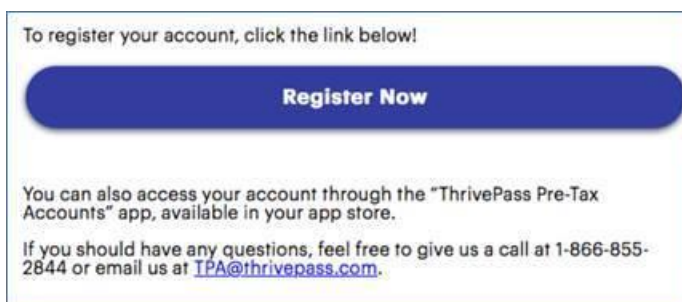 To register your account, click the link below!
Register Now
You can also access your account through the "ThrivePass Pre-Tax
Accounts" app, available in your app store.
If you should have any questions, feel free to give us a call at 1-866-855-
2844 or email us at TPA@thrivepass.com.